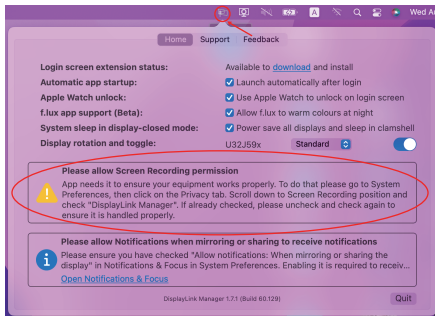 A
Wed Au
Home Support Feedback
Login screen extension status: Available to download and install
Automatic app startup: Launch automatically after login
Apple Watch unlock: Use Apple Watch to unlock on login screen
f.lux app support (Beta): Allow f.lux to warm colours at night
System sleep in display-closed mode: Power save all displays and sleep in clamshell
Display rotation and toggle: U32J59x Standard
Please allow Screen Recording permission
App needs it to ensure your equipment works properly. To do that please go to System
Preferences, then click on the Privacy tab. Scroll down to Screen Recording position and
check "DisplayLink Manager". If already checked, please uncheck and check again to
ensure it is handled properly.
Please allow Notifications when mirroring or sharing to receive notifications
Please ensure you have checked "Allow notifications: When mirroring or sharing the
display" in Notifications & Focus in System Preferences. Enabling it is required to receiv...
Open Notifications & Focus
DisplayLink Manager 1.7.1 (Build 60.129)
Quit